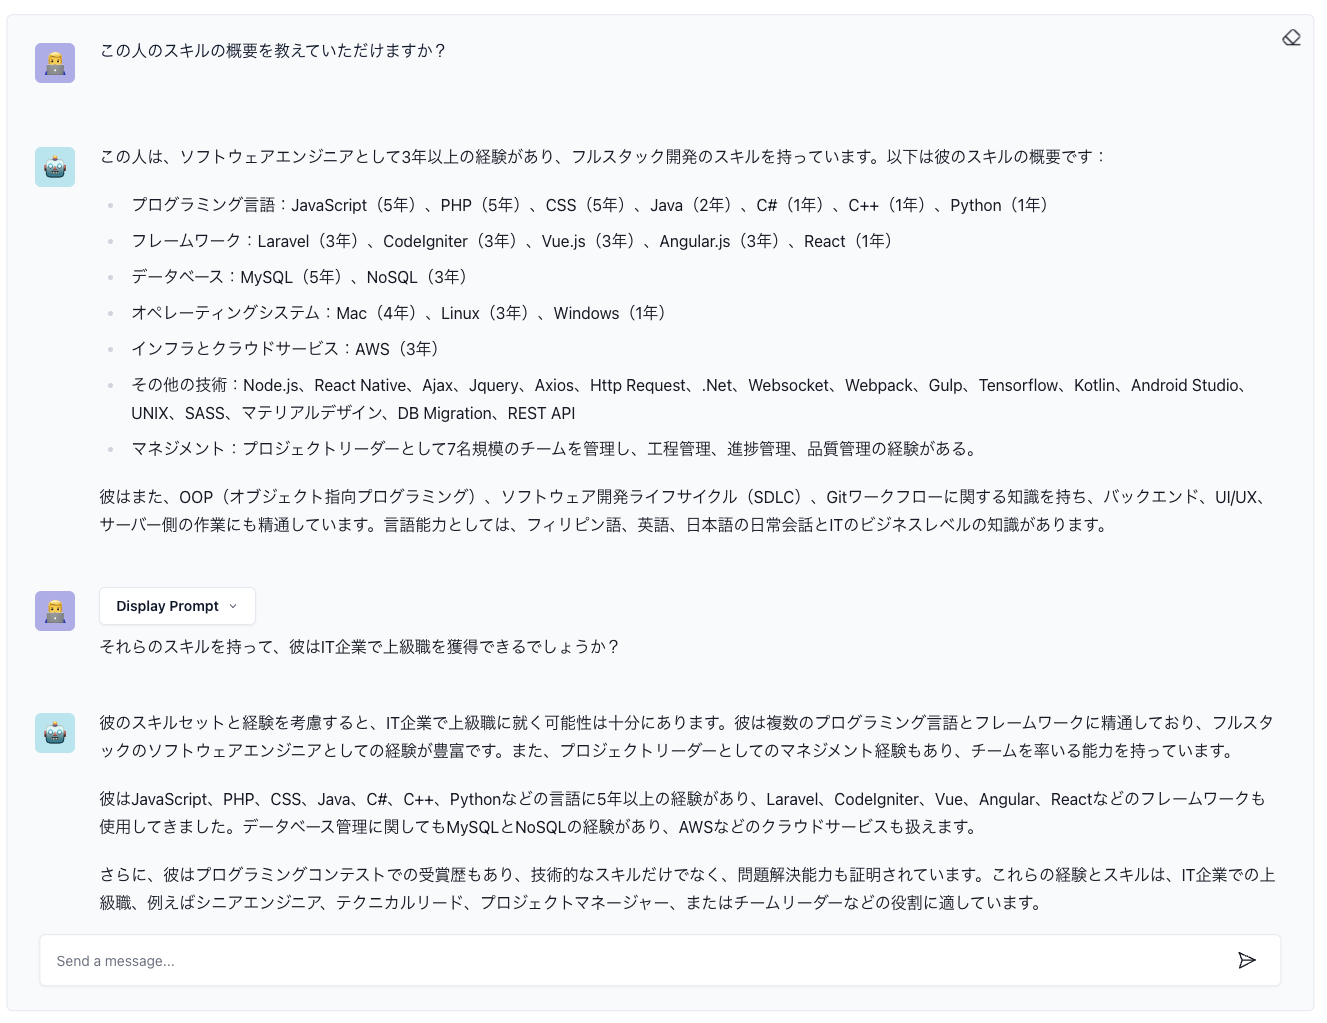 この人のスキルの概要を教えていただけますか？
この人は、ソフトウェアエンジニアとして3年以上の経験があり、フルスタック開発のスキルを持っています。以下は彼のスキルの概要です：
プログラミング言語：JavaScript（5年）、PHP（5年）、CSS（5年）、Java（2年）、C#（1年）、C++（1年）、Python（1年）
フレームワーク：Laravel（3年）、CodeIgniter（3年）、Vue.js（3年）、Angular.js（3年）、React（1年）
データベース：MySQL（5年）、NoSQL（3年）
オペレーティングシステム：Mac（4年）、Linux（3年）、Windows（1年）
インフラとクラウドサービス：AWS（3年）
その他の技術：Node.js、React Native、Ajax、Jquery、Axios、Http Request、.Net、Websocket、Webpack、Gulp、Tensorflow、Kotlin、Android Studio、
UNIX、SASS、マテリアルデザイン、DB Migration、REST API
マネジメント：プロジェクトリーダーとして7名規模のチームを管理し、工程管理、進捗管理、品質管理の経験がある。
彼はまた、OOP（オブジェクト指向プログラミング）、ソフトウェア開発ライフサイクル（SDLC）、Gitワークフローに関する知識を持ち、バックエンド、UI/UX、
サーバー側の作業にも精通しています。言語能力としては、フィリピン語、英語、日本語の日常会話とITのビジネスレベルの知識があります。
Display Prompt
それらのスキルを持って、彼はIT企業で上級職を獲得できるでしょうか？
彼のスキルセットと経験を考慮すると、IT企業で上級職に就く可能性は十分にあります。彼は複数のプログラミング言語とフレームワークに精通しており、フルスタ
ックのソフトウェアエンジニアとしての経験が豊富です。また、プロジェクトリーダーとしてのマネジメント経験もあり、チームを率いる能力を持っています。
彼はJavaScript、PHP、CSS、Java、C#、C++、Pythonなどの言語に5年以上の経験があり、Laravel、CodeIgniter、Vue、Angular、Reactなどのフレームワークも
使用してきました。データベース管理に関してもMySQLとNoSQLの経験があり、AWSなどのクラウドサービスも扱えます。
さらに、彼はプログラミングコンテストでの受賞歴もあり、技術的なスキルだけでなく、問題解決能力も証明されています。これらの経験とスキルは、IT企業での上
級職、例えばシニアエンジニア、テクニカルリード、プロジェクトマネージャー、またはチームリーダーなどの役割に適しています。
Send a message...